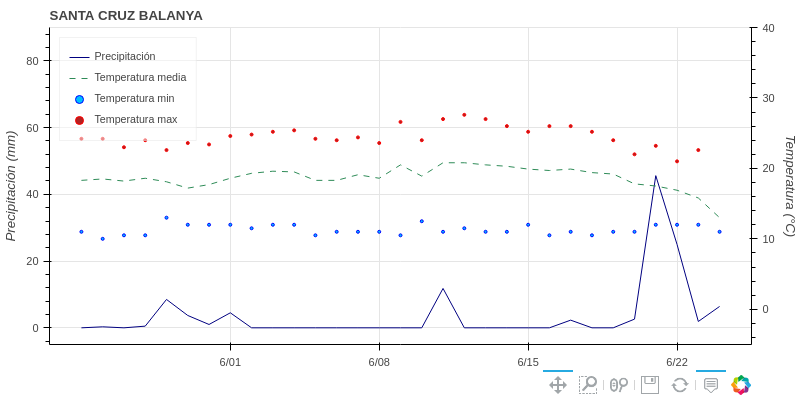 SANTA CRUZ BALANYA
Precipitación
Temperatura media
Temperatura min
Temperatura max
Precipitación (mm)
80
60
40
20
0
Temperatura (°C)
40
30
20
10
0
6/01
6/08
6/15
6/22